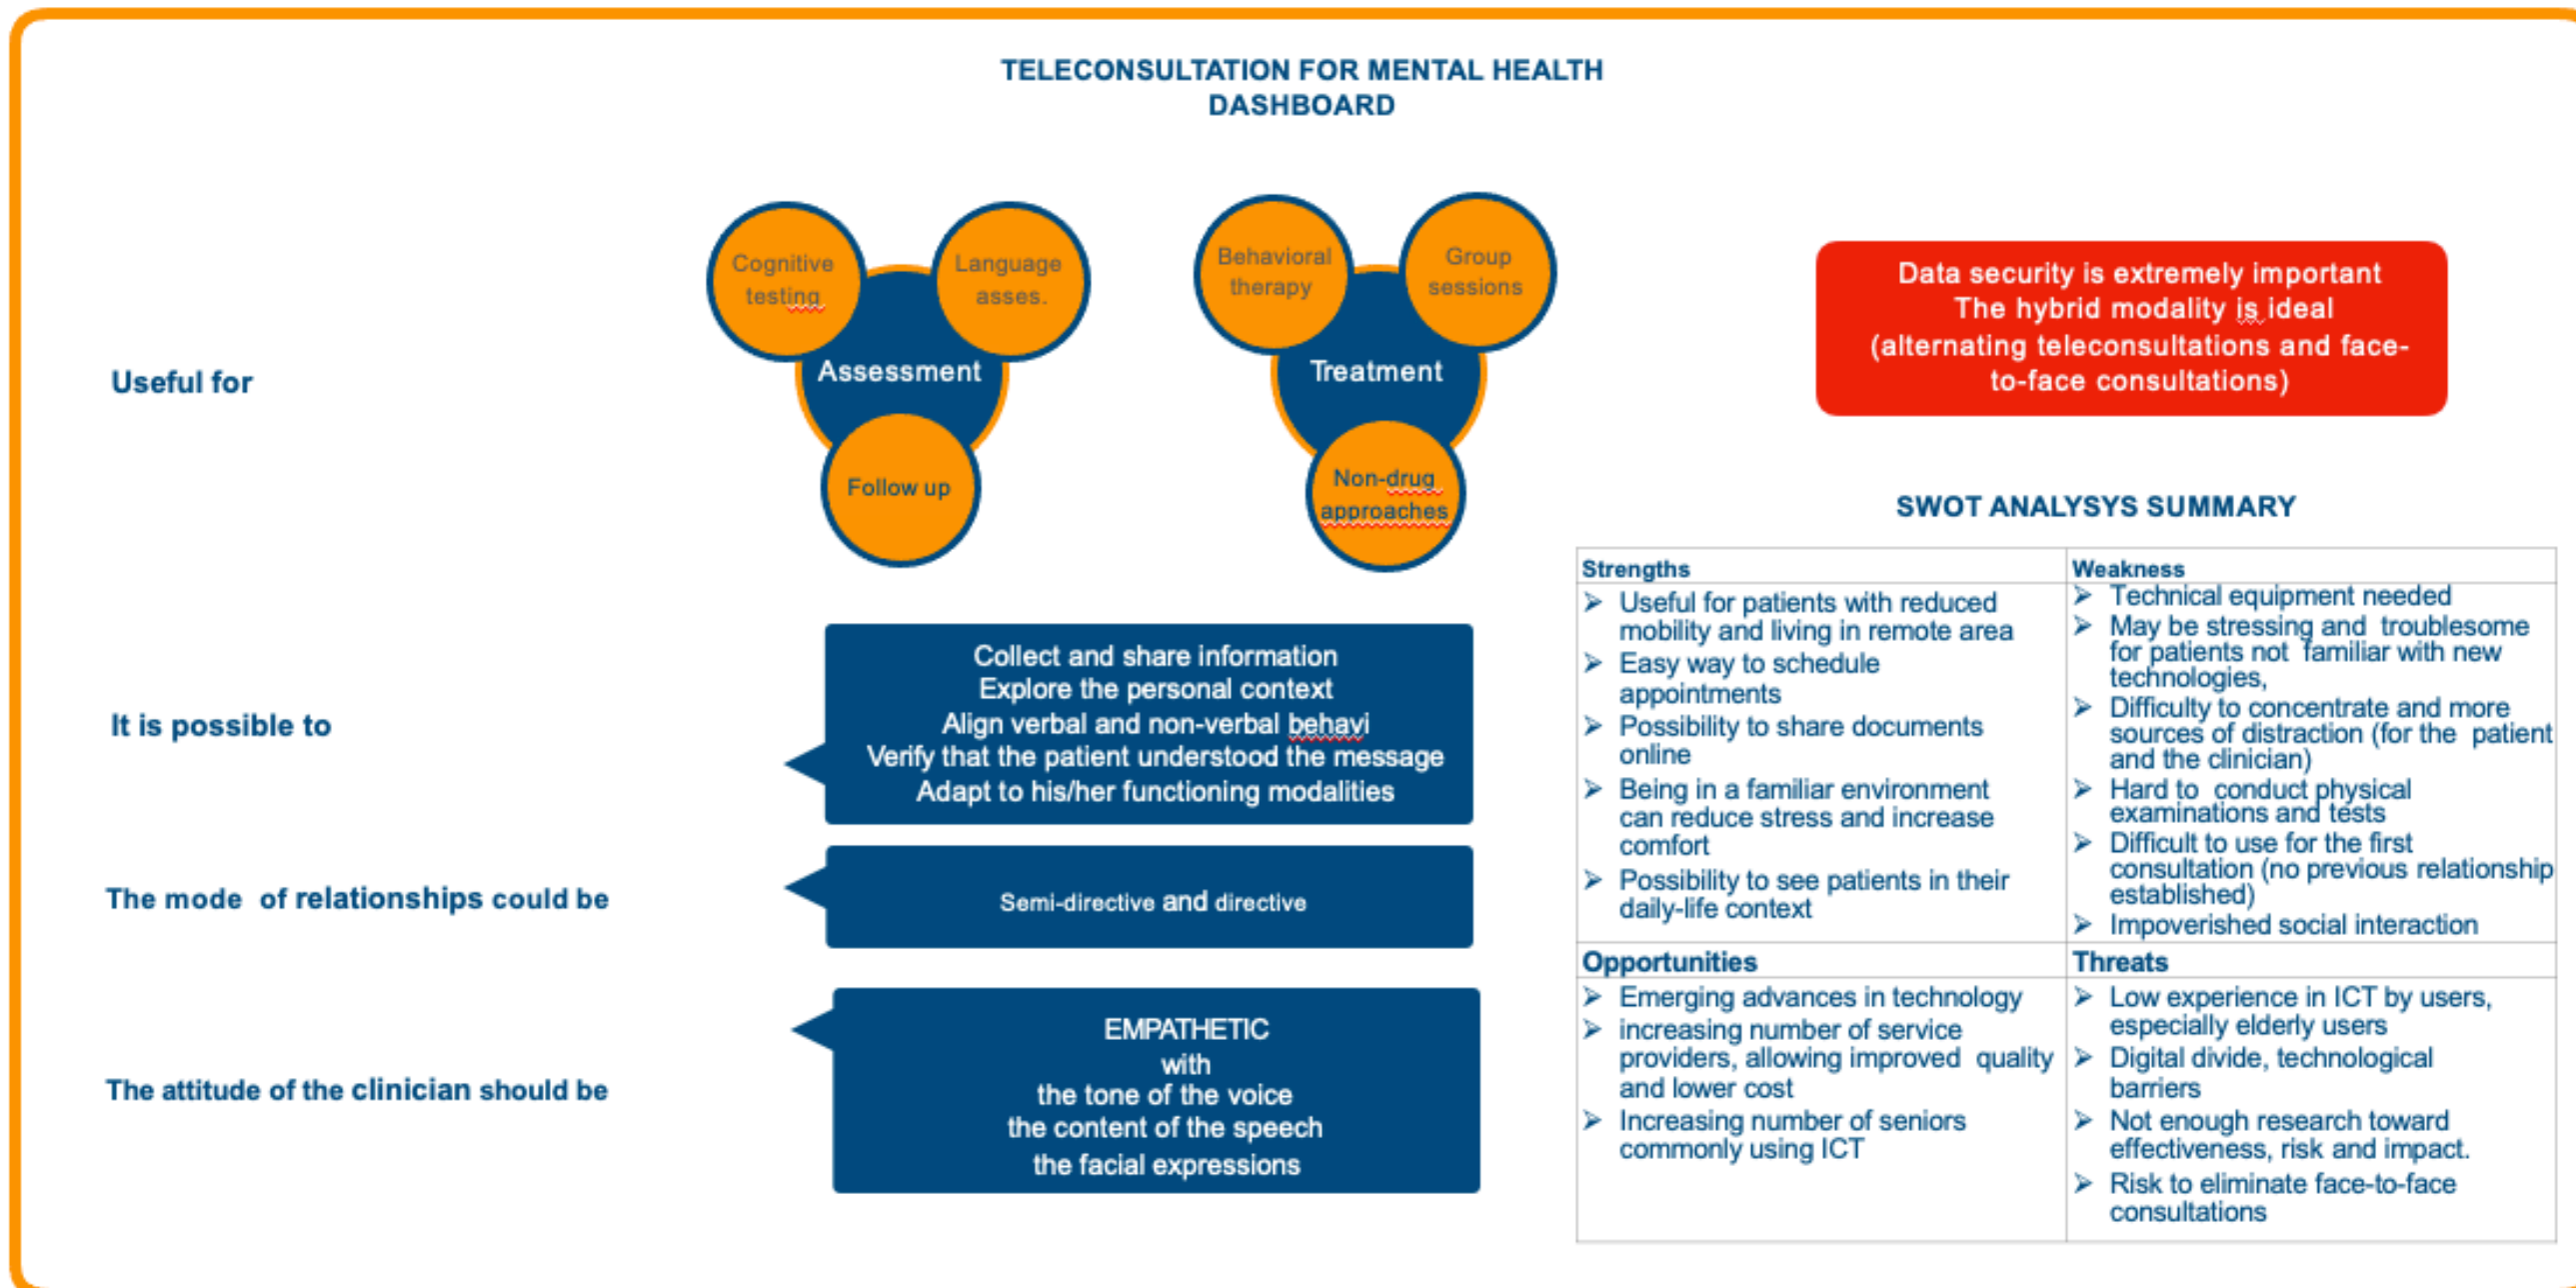 TELECONSULTATION FOR MENTAL HEALTH
DASHBOARD
Useful for
Cognitive
testing
Language
asses.
Assessment
Follow up
Behavioral
therapy
Group
sessions
Treatment
Non-drug
approaches
Data security is extremely important
The hybrid modality is ideal
(alternating teleconsultations and face-
to-face consultations)
It is possible to
Collect and share information
Explore the personal context
Align verbal and non-verbal behavi
Verify that the patient understood the message
Adapt to his/her functioning modalities
The mode of relationships could be
Semi-directive and directive
The attitude of the clinician should be
EMPATHETIC
with
the tone of the voice
the content of the speech
the facial expressions
SWOT ANALYSYS SUMMARY
Strengths
➢ Useful for patients with reduced
mobility and living in remote area
➢ Easy way to schedule
appointments
➢ Possibility to share documents
online
➢ Being in a familiar environment
can reduce stress and increase
comfort
➢ Possibility to see patients in their
daily-life context
Weakness
➢ Technical equipment needed
➢ May be stressing and troublesome
for patients not familiar with new
technologies,
➢ Difficulty to concentrate and more
sources of distraction (for the patient
and the clinician)
➢ Hard to conduct physical
examinations and tests
➢ Difficult to use for the first
consultation (no previous relationship
established)
➢ Impoverished social interaction
Opportunities
➢ Emerging advances in technology
➢ increasing number of service
providers, allowing improved quality
and lower cost
➢ Increasing number of seniors
commonly using ICT
Threats
➢ Low experience in ICT by users,
especially elderly users
➢ Digital divide, technological
barriers
➢ Not enough research toward
effectiveness, risk and impact.
➢ Risk to eliminate face-to-face
consultations